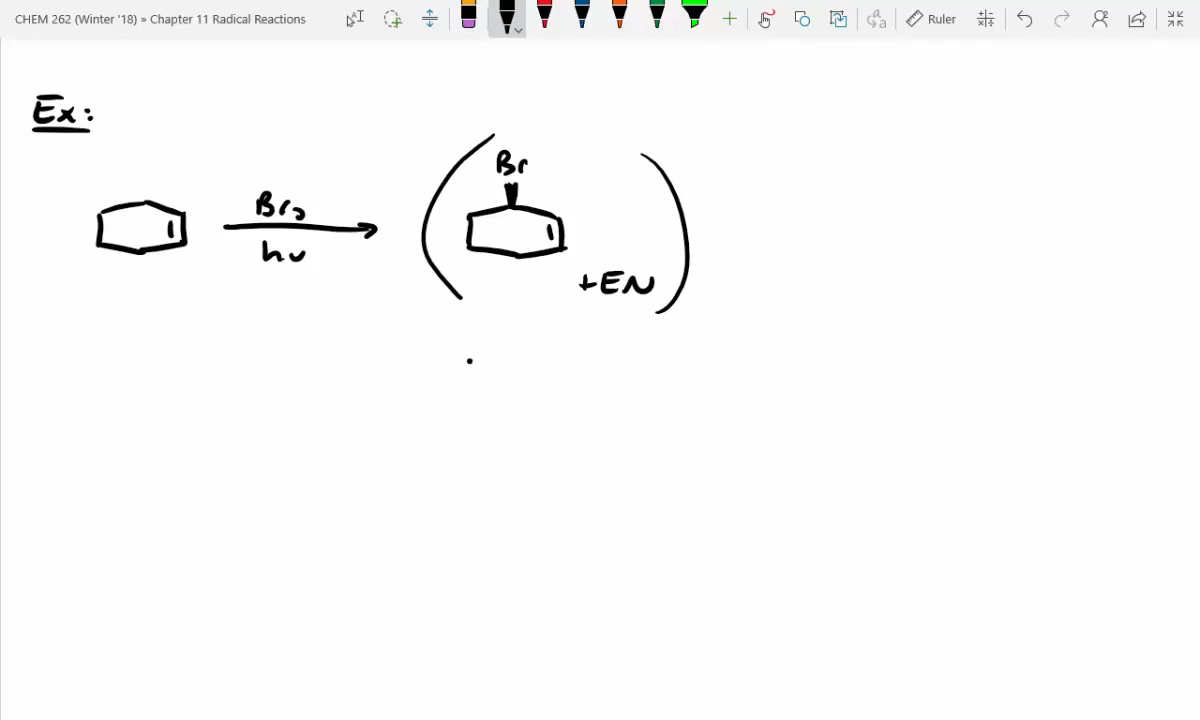 CHEM 262 (Winter '18) » Chapter 11 Radical Reactions
Ruler
Ex:
Br
Br₂
hν
+EN